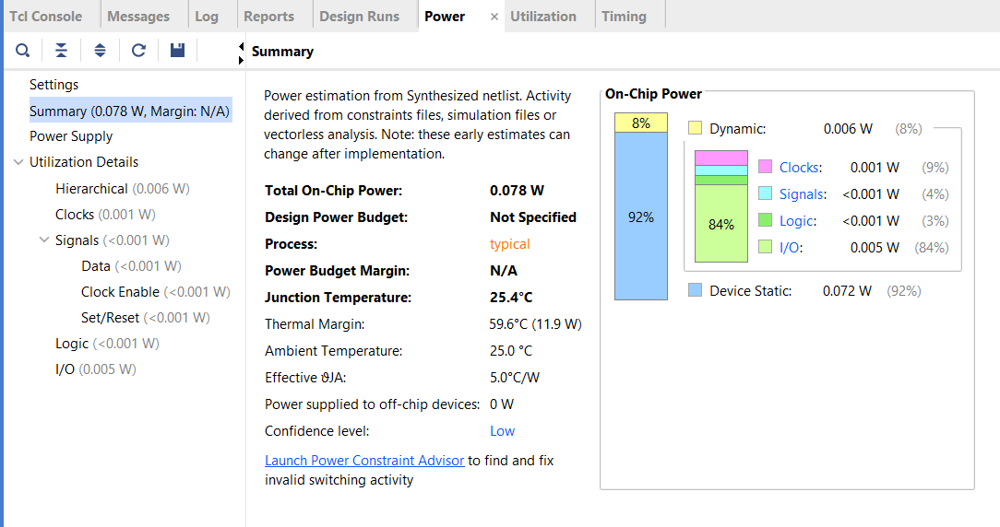 Tcl Console Messages Log Reports Design Runs Power × Utilization Timing
Summary
Settings
Summary (0.078 W, Margin: N/A)
Power Supply
Utilization Details
Hierarchical (0.006 W)
Clocks (0.001 W)
Signals (<0.001 W)
Data (<0.001 W)
Clock Enable (<0.001 W)
Set/Reset (<0.001 W)
Logic (<0.001 W)
I/O (0.005 W)
Power estimation from Synthesized netlist. Activity
derived from constraints files, simulation files or
vectorless analysis. Note: these early estimates can
change after implementation.
Total On-Chip Power: 0.078 W
Design Power Budget: Not Specified
Process: typical
Power Budget Margin: N/A
Junction Temperature: 25.4°C
Thermal Margin: 59.6°C (11.9 W)
Ambient Temperature: 25.0 °C
Effective ϑJA: 5.0°C/W
Power supplied to off-chip devices: 0 W
Confidence level: Low
Launch Power Constraint Advisor to find and fix
invalid switching activity
On-Chip Power
8%
92%
Dynamic: 0.006 W (8%)
84%
Clocks: 0.001 W (9%)
Signals: <0.001 W (4%)
Logic: <0.001 W (3%)
I/O: 0.005 W (84%)
Device Static: 0.072 W (92%)